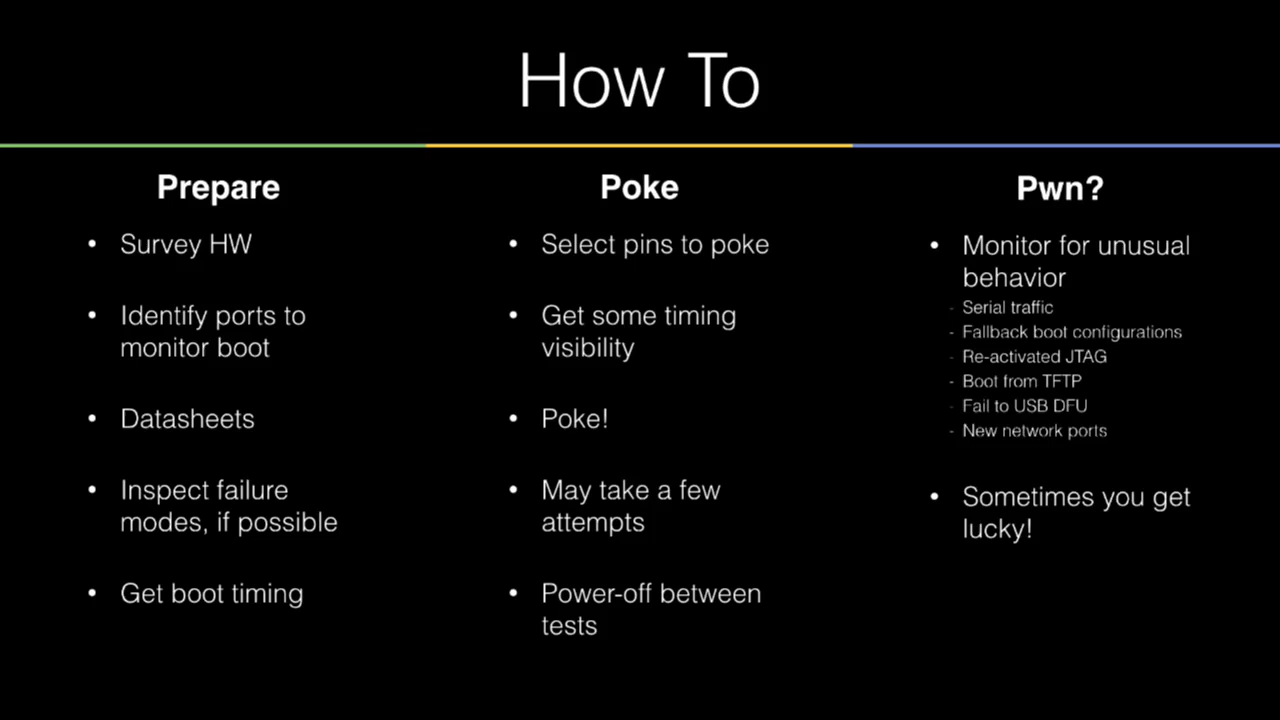 How To
Prepare
• Survey HW
• Identify ports to
monitor boot
• Datasheets
• Inspect failure
modes, if possible
• Get boot timing
Poke
• Select pins to poke
• Get some timing
visibility
• Poke!
• May take a few
attempts
• Power-off between
tests
Pwn?
• Monitor for unusual
behavior
- Serial traffic
- Fallback boot configurations
- Re-activated JTAG
- Boot from TFTP
- Fail to USB DFU
- New network ports
• Sometimes you get
lucky!